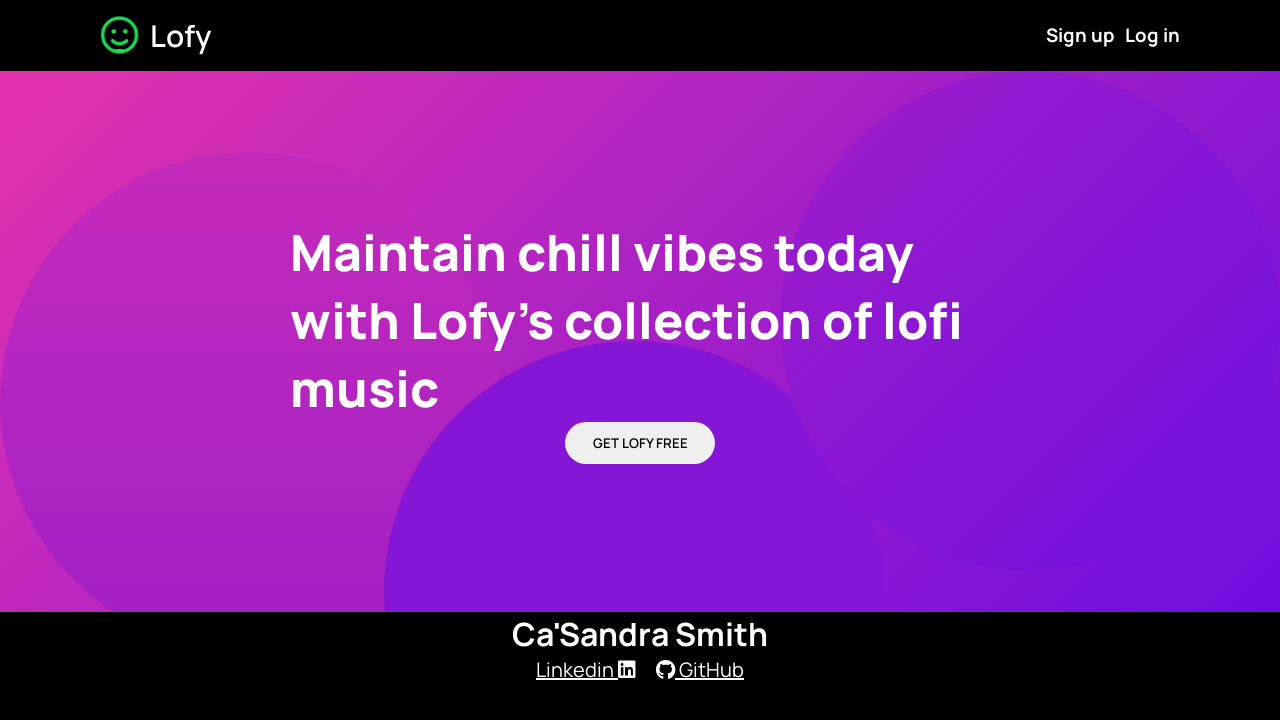 Lofy
Sign up Log in
Maintain chill vibes today
with Lofy’s collection of lofi
music
GET LOFY FREE
Ca'Sandra Smith
Linkedin GitHub